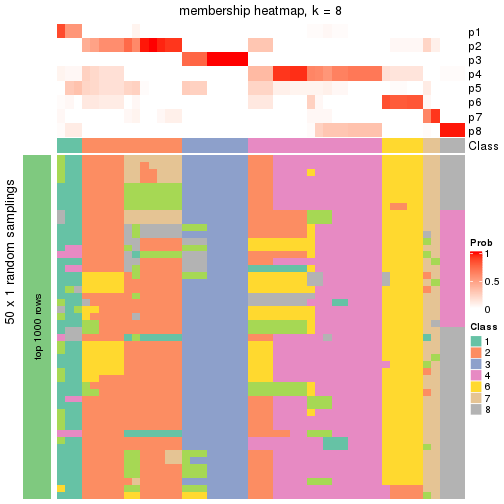 membership heatmap, k = 8
p1
p2
p3
p4
p5
p6
p7
p8
Class
50 x 1 random samplings
top 1000 rows
Prob
1
0.5
0
Class
1
2
3
4
6
7
8